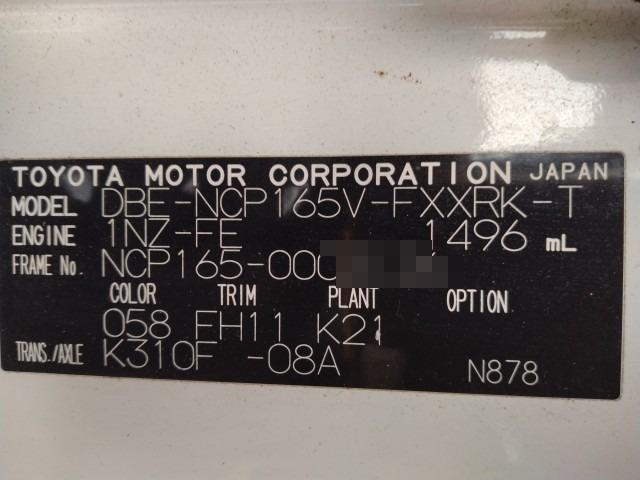 TOYOTA MOTOR CORPORATION JAPAN
MODEL DBE-NCP165V-FXXRK-T
ENGINE 1NZ-FE 1496 mL
FRAME No. NCP165-000
COLOR TRIM PLANT OPTION
058 FH11 K21
TRANS./AXLE K310F -08A N878